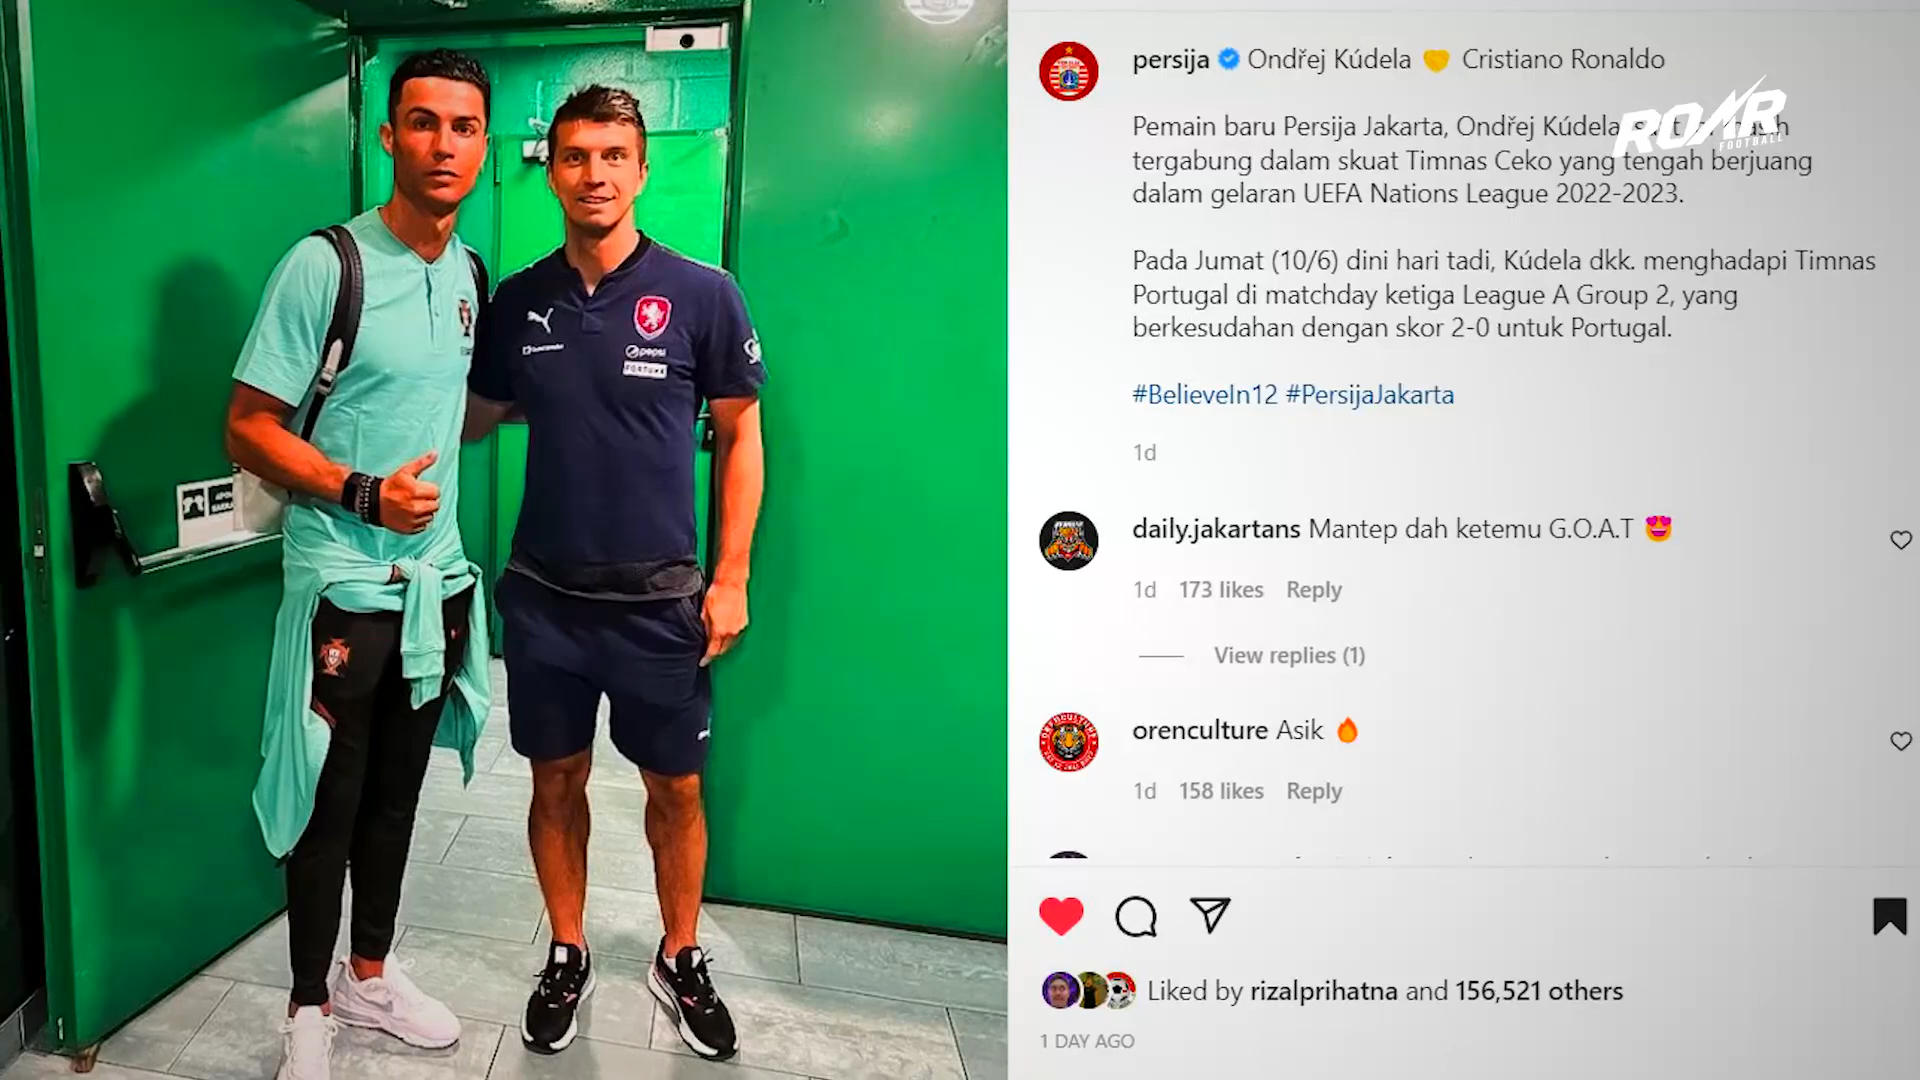 persija Ondřej Kúdela 🤛 Cristiano Ronaldo
ROAR
FOOTBALL
Pemain baru Persija Jakarta, Ondřej Kúdela
tergabung dalam skuat Timnas Ceko yang tengah berjuang
dalam gelaran UEFA Nations League 2022-2023.
Pada Jumat (10/6) dini hari tadi, Kúdela dkk. menghadapi Timnas
Portugal di matchday ketiga League A Group 2, yang
berkesudahan dengan skor 2-0 untuk Portugal.
#BelieveIn12 #PersijaJakarta
1d
daily.jakartans Mantep dah ketemu G.O.A.T 😍
1d 173 likes Reply
View replies (1)
orenculture Asik 🔥
1d 158 likes Reply
Liked by rizalprihatna and 156,521 others
1 DAY AGO
pepsi
FORTUNA